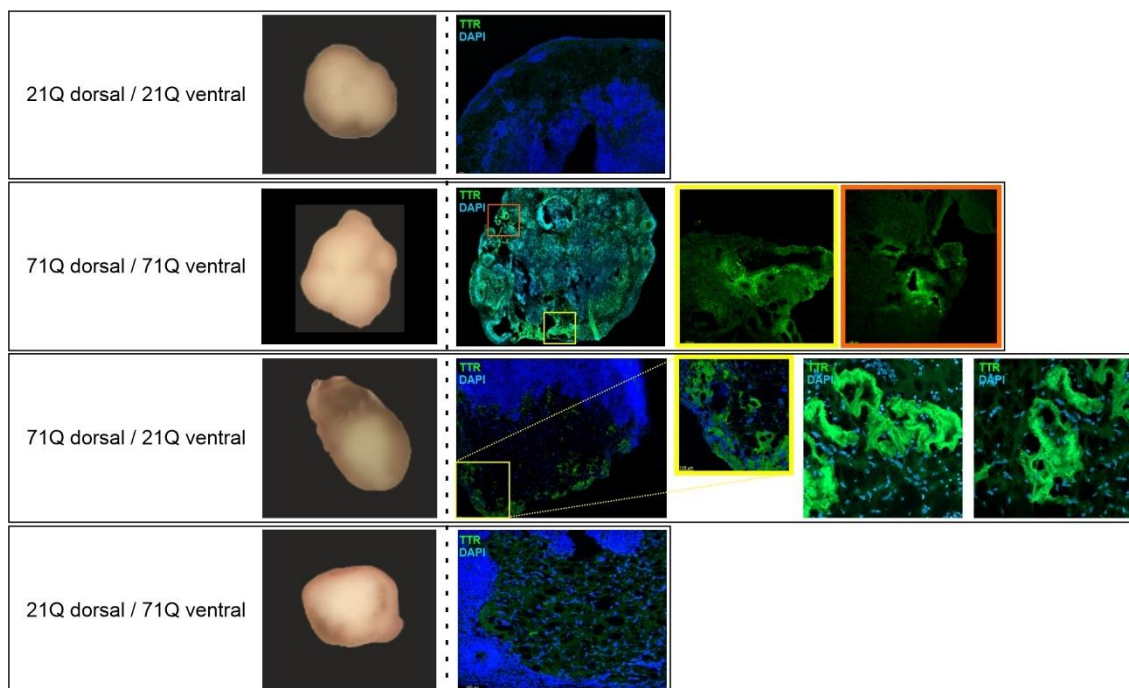 21Q dorsal / 21Q ventral
TTR
DAPI
71Q dorsal / 71Q ventral
TTR
DAPI
71Q dorsal / 21Q ventral
TTR
DAPI
TTR
DAPI
TTR
DAPI
21Q dorsal / 71Q ventral
TTR
DAPI